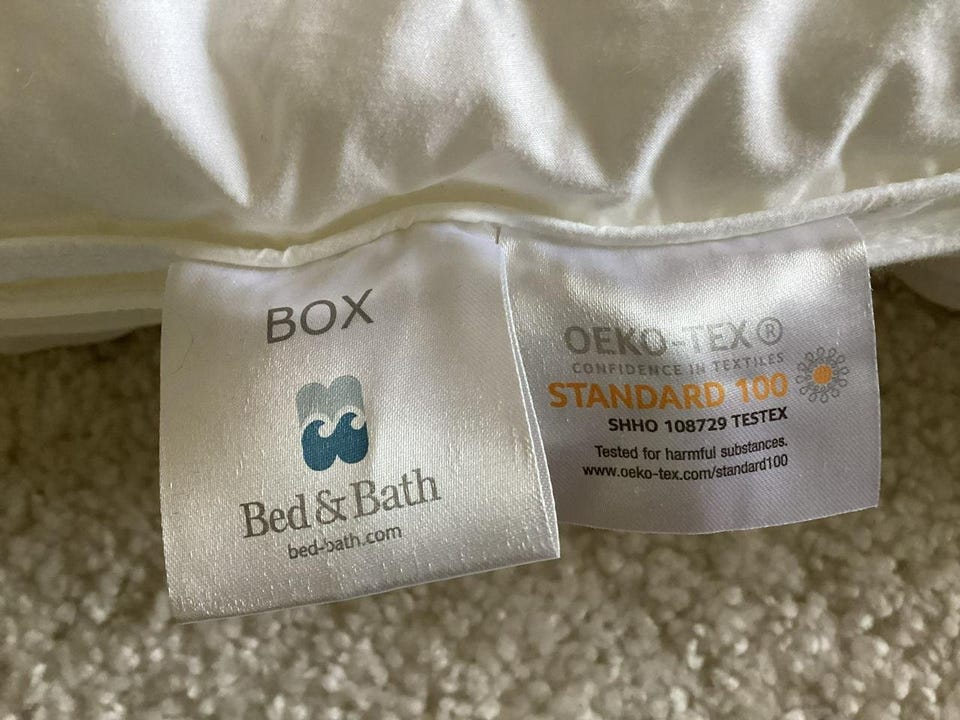 BOX
Bed & Bath
bed-bath.com
OEKO-TEX®
CONFIDENCE IN TEXTILES
STANDARD 100
SHHO 108729 TESTEX
Tested for harmful substances.
www.oeko-tex.com/standard100